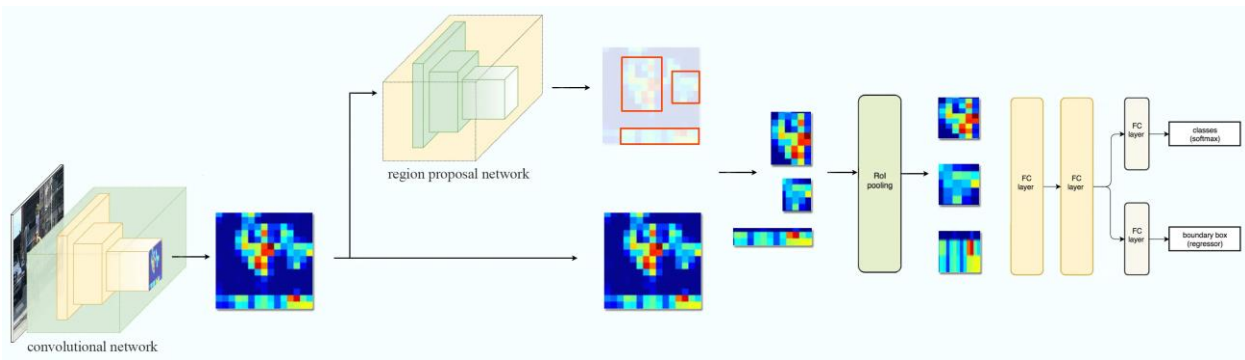 region proposal network
convolutional network
RoI
pooling
FC
layer
FC
layer
FC
layer
classes
(softmax)
FC
layer
boundary box
(regressor)